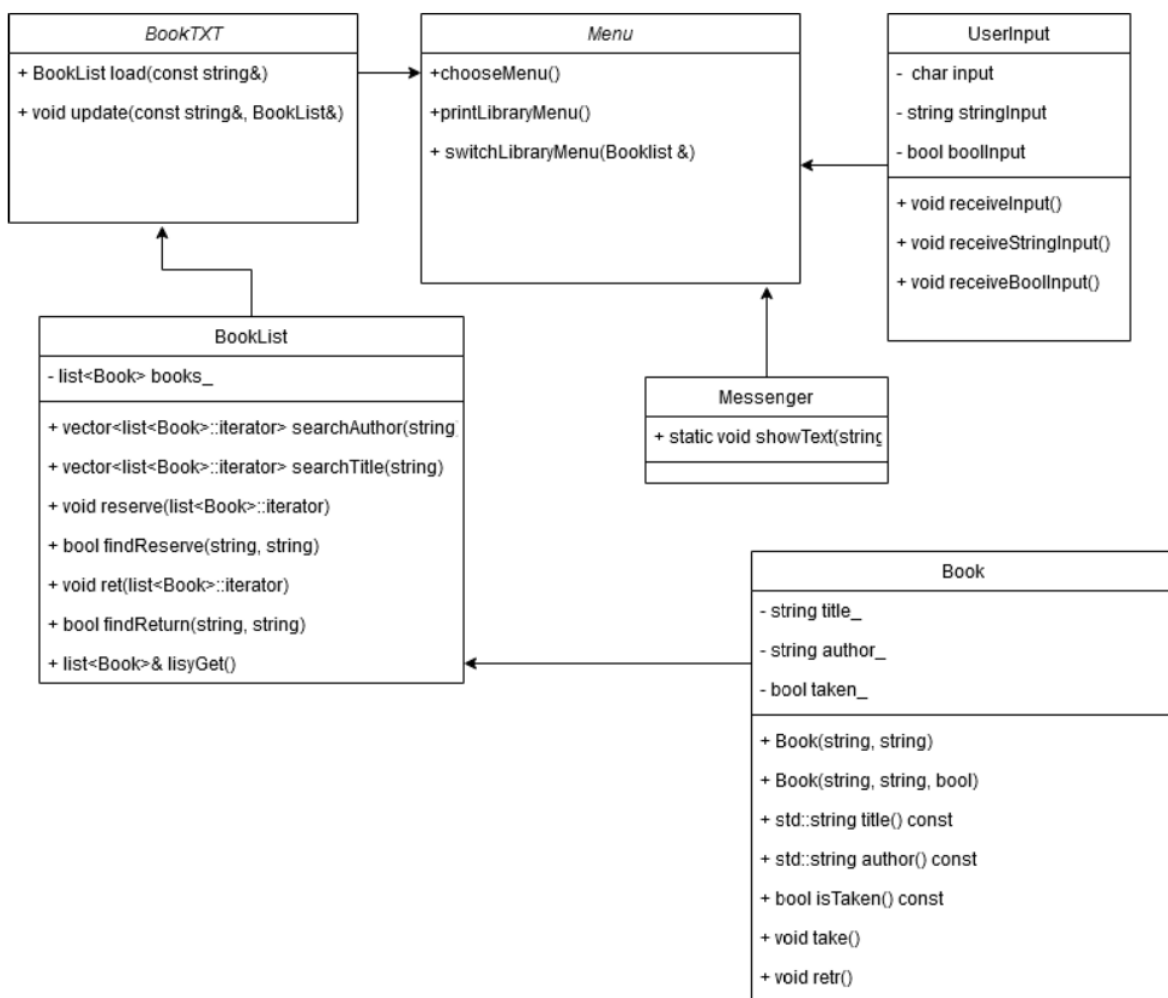 BookTXT
+ BookList load(const string&)
+ void update(const string&, BookList&)
Menu
+chooseMenu()
+printLibraryMenu()
+ switchLibraryMenu(Booklist &)
UserInput
- char input
- string stringInput
- bool boolInput
+ void receiveInput()
+ void receiveStringInput()
+ void receiveBoolInput()
BookList
- list<Book> books_
+ vector<list<Book>::iterator> searchAuthor(string
+ vector<list<Book>::iterator> searchTitle(string)
+ void reserve(list<Book>::iterator)
+ bool findReserve(string, string)
+ void ret(list<Book>::iterator)
+ bool findReturn(string, string)
+ list<Book>& lisyGet()
Messenger
+ static void showText(string
Book
- string title_
- string author_
- bool taken_
+ Book(string, string)
+ Book(string, string, bool)
+ std::string title() const
+ std::string author() const
+ bool isTaken() const
+ void take()
+ void retr()